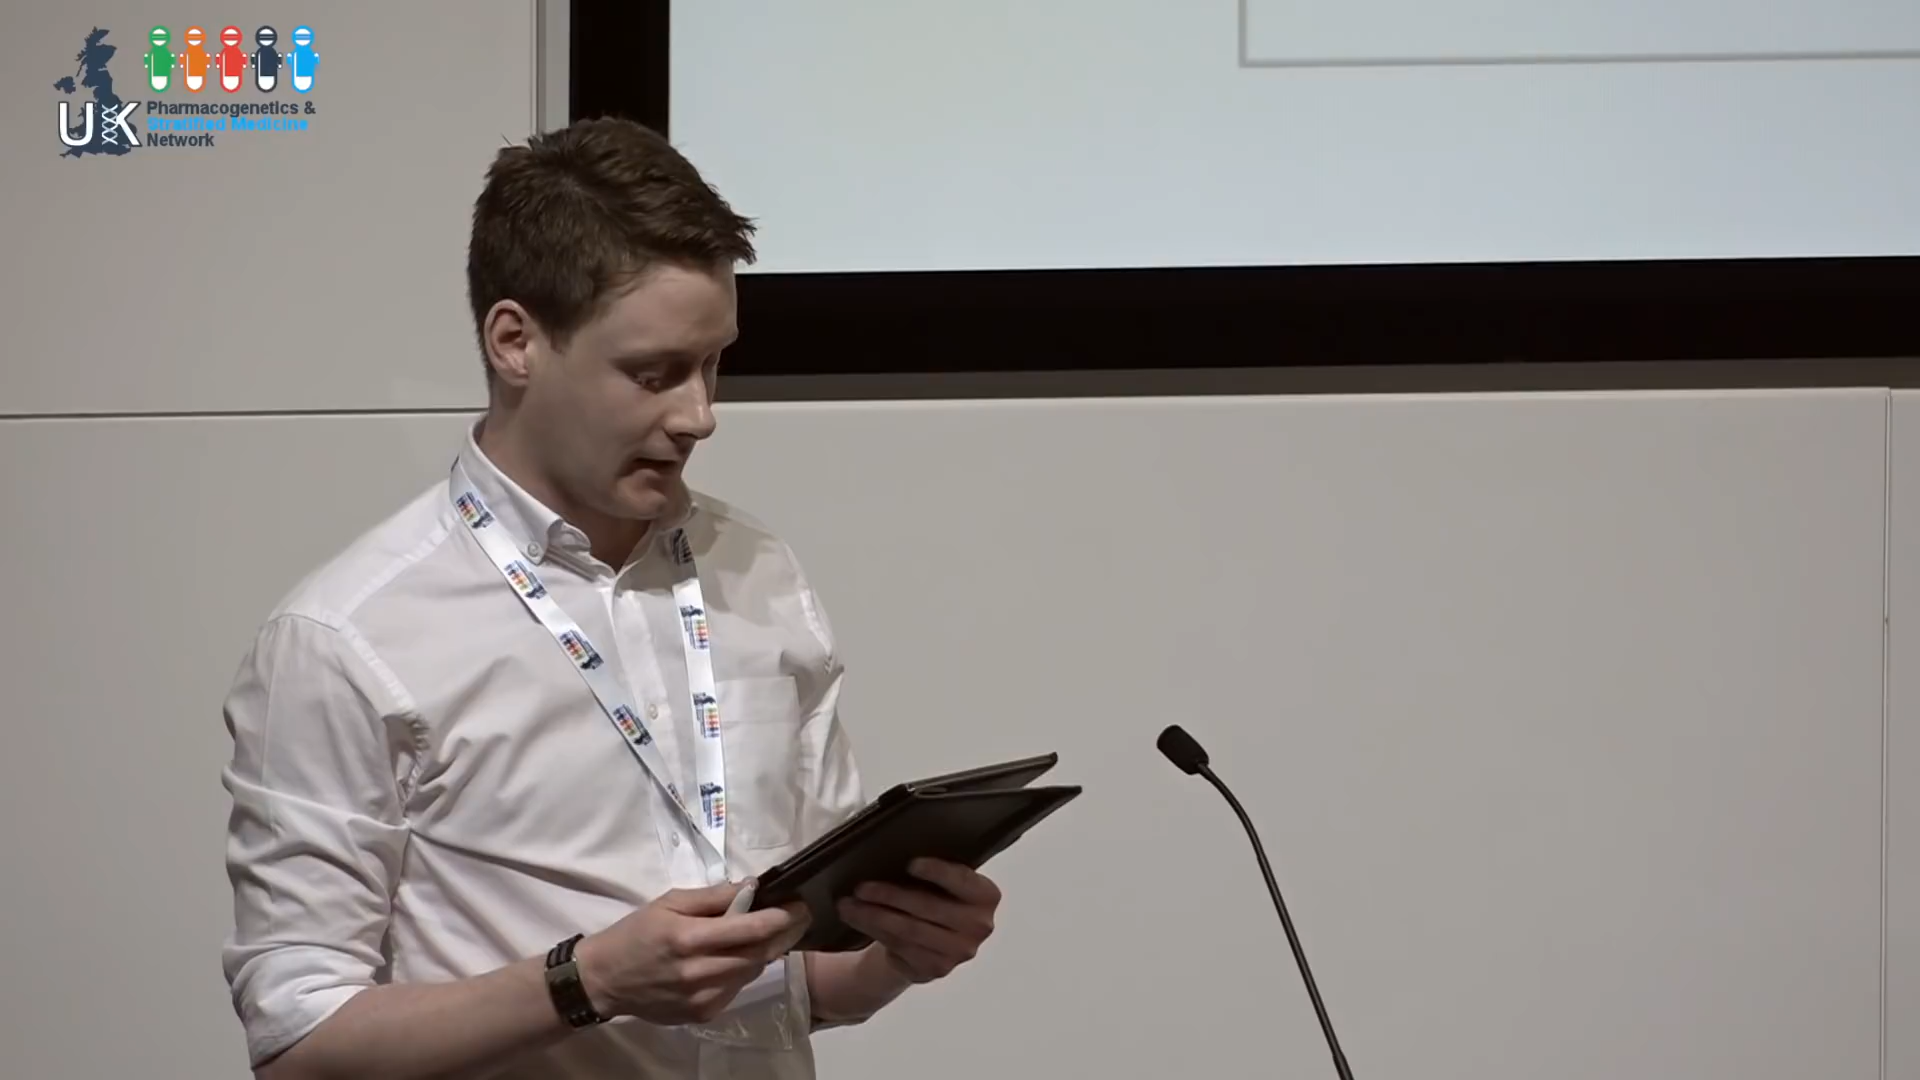 UK
Pharmacogenetics &
Stratified Medicine
Network